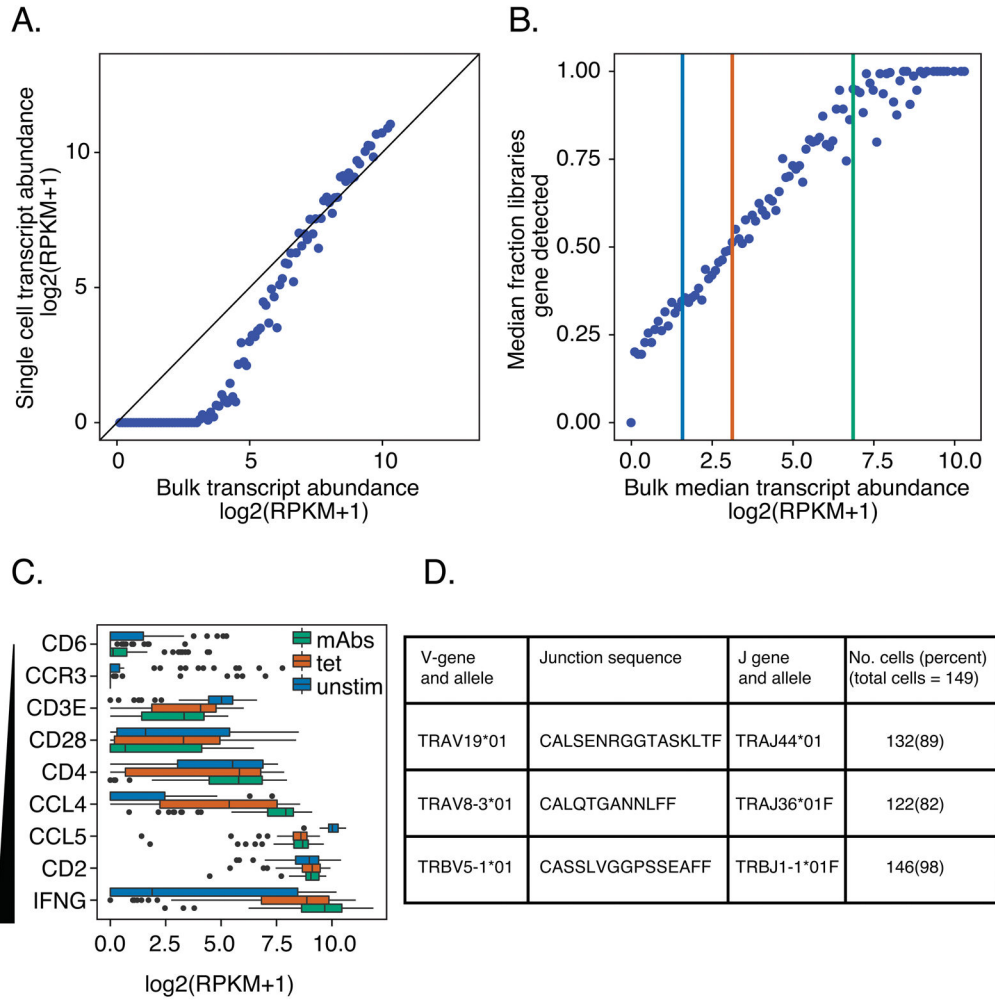 A.
Single cell transcript abundance
log2(RPKM+1)
10
5
0
0
5
10
Bulk transcript abundance
log2(RPKM+1)
B.
Median fraction libraries
gene detected
1.00
0.75
0.50
0.25
0.00
0.0
2.5
5.0
7.5
10.0
Bulk median transcript abundance
log2(RPKM+1)
C.
CD6
CCR3
CD3E
CD28
CD4
CCL4
CCL5
CD2
IFNG
mAbs
tet
unstim
0.0
2.5
5.0
7.5
10.0
log2(RPKM+1)
D.
V-gene
and allele
Junction sequence
J gene
and allele
No. cells (percent)
(total cells = 149)
TRAV19*01
CALSENRGGTASKLTF
TRAJ44*01
132(89)
TRAV8-3*01
CALQTGANNLFF
TRAJ36*01F
122(82)
TRBV5-1*01
CASSLVGGPSSEAFF
TRBJ1-1*01F
146(98)